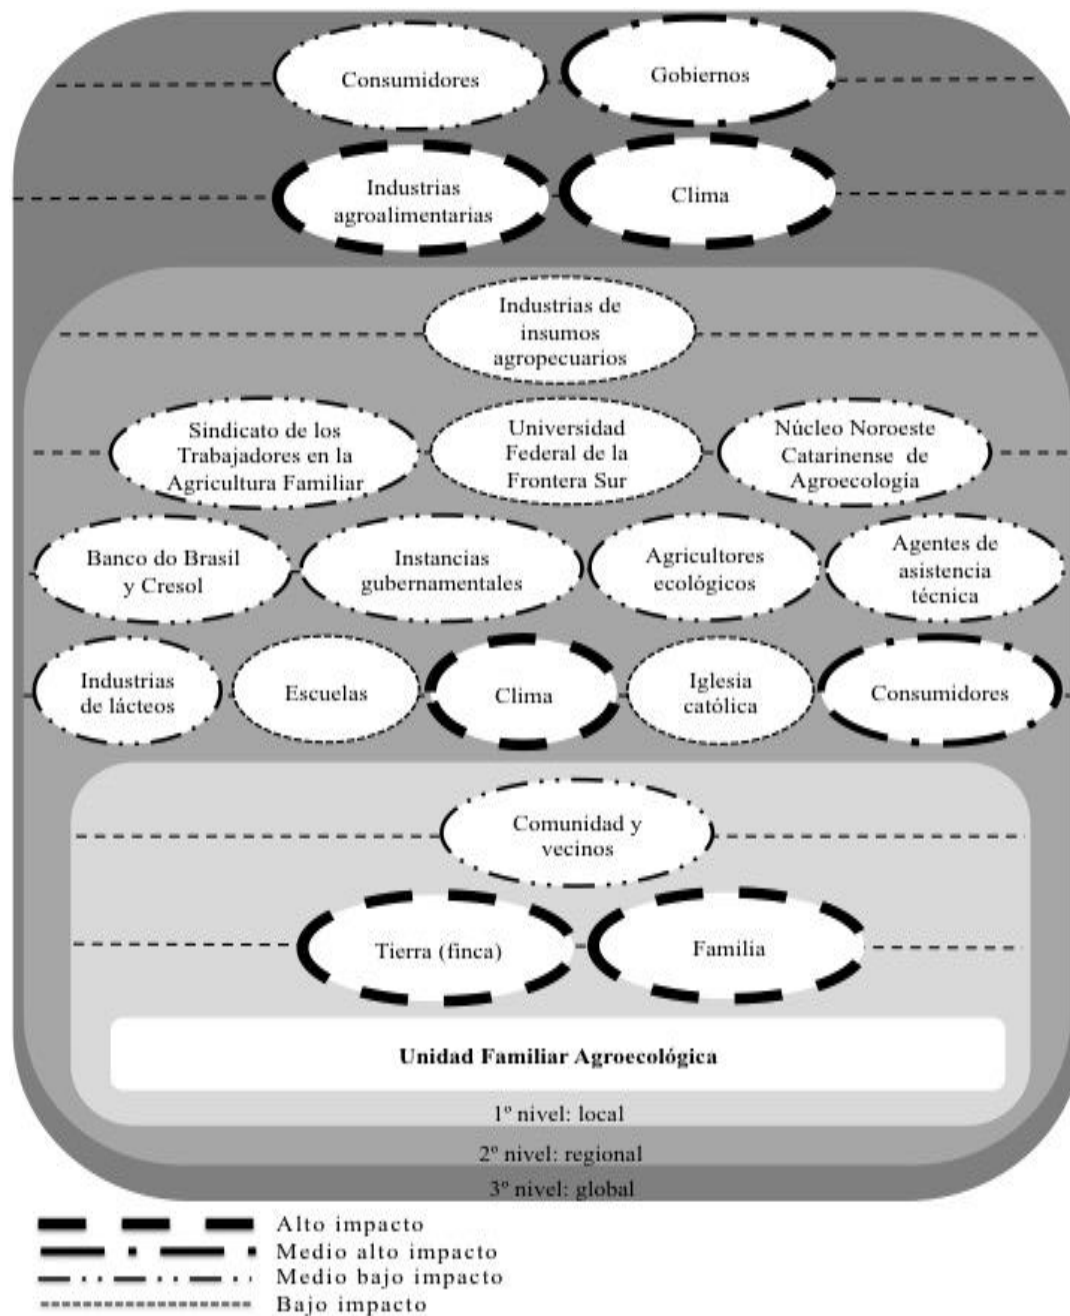 Consumidores
Gobiernos
Industrias
agroalimentarias
Clima
Industrias de
insumos
agropecuarios
Sindicato de los
Trabajadores en la
Agricultura Familiar
Universidad
Federal de la
Frontera Sur
Núcleo Noroeste
Catarinense de
Agroecología
Banco do Brasil
y Cresol
Instancias
gubernamentales
Agricultores
ecológicos
Agentes de
asistencia
técnica
Industrias
de lácteos
Escuelas
Clima
Iglesia
católica
Consumidores
Comunidad y
vecinos
Tierra (finca)
Familia
Unidad Familiar Agroecológica
1º nivel: local
2º nivel: regional
3º nivel: global
Alto impacto
Medio alto impacto
Medio bajo impacto
Bajo impacto